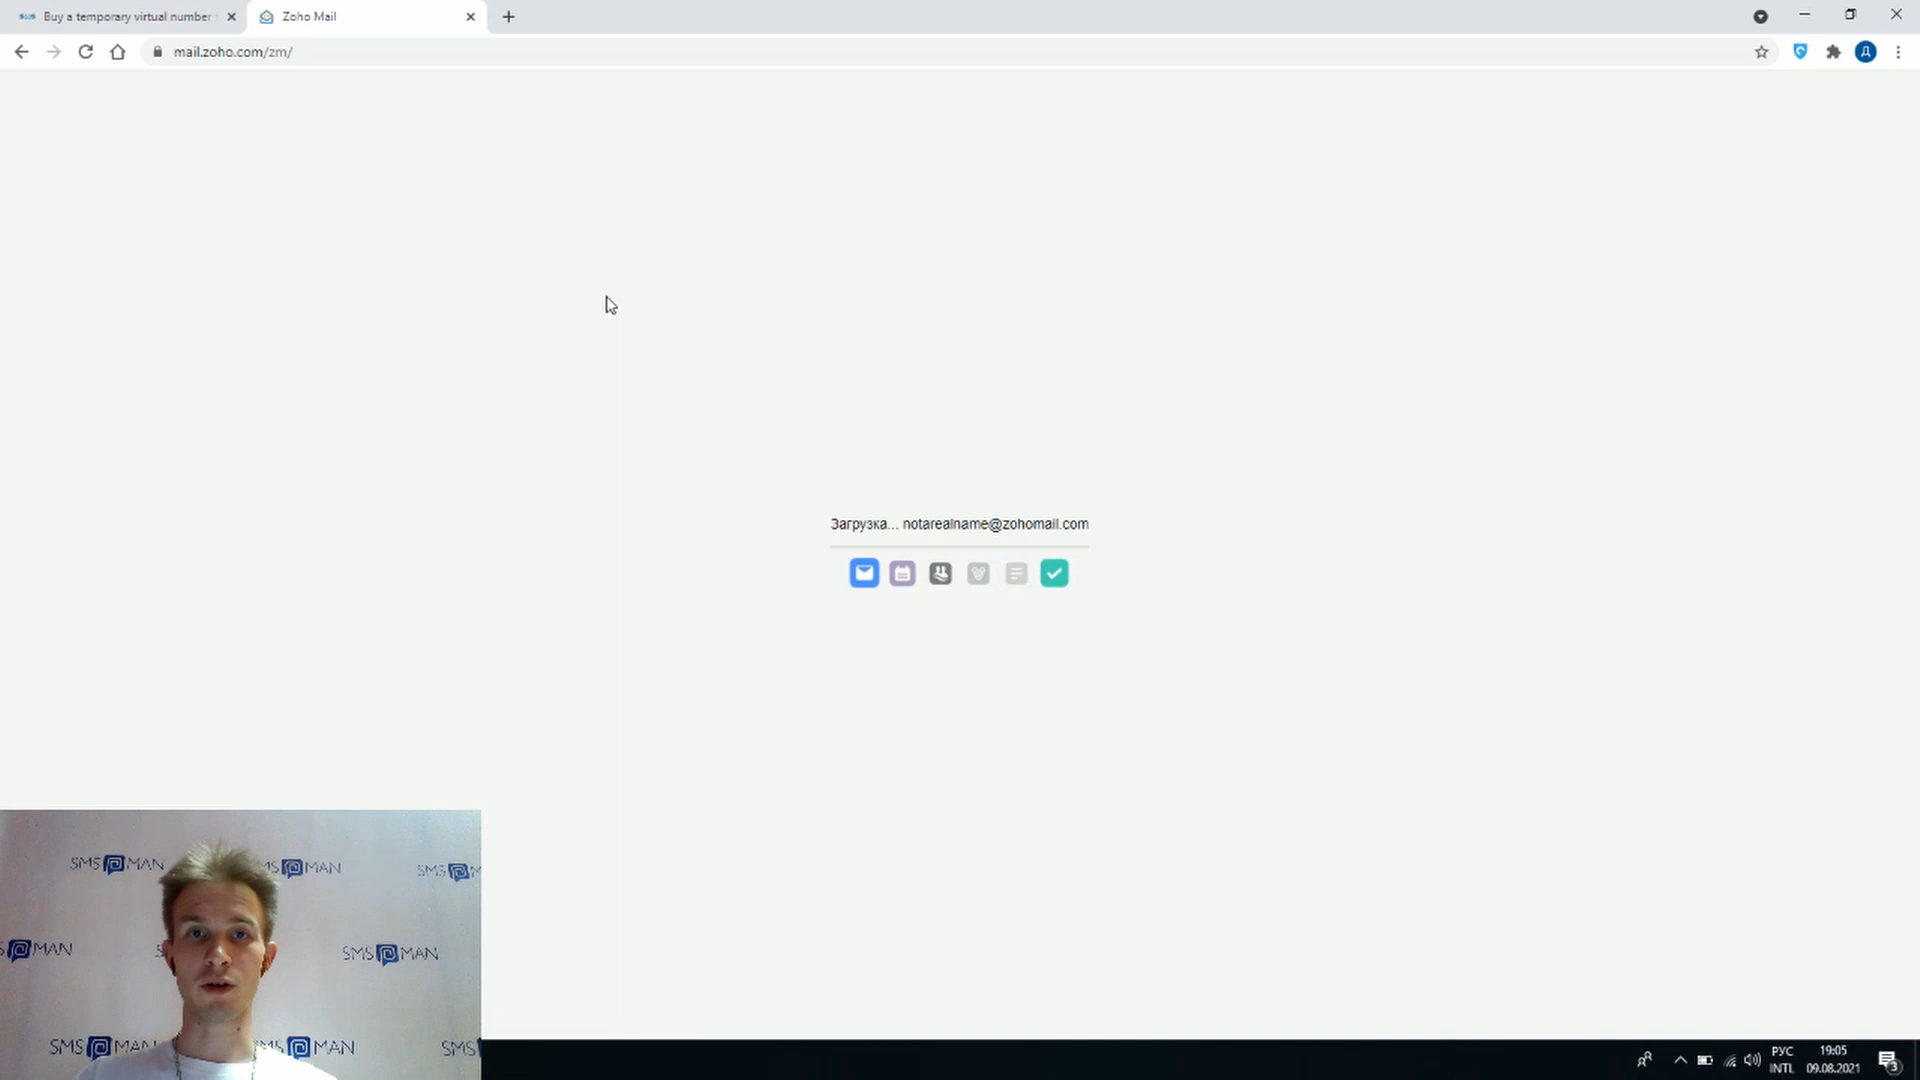 Buy a temporary virtual number
Zoho Mail
mail.zoho.com/zm/
Д
Загрузка... notarealname@zohomail.com
SMS MAN
SMS MAN
SMS M
MAN
SMS MAN
SMS MAN
MAN
SMS
РУС
INTL
19:05
09.08.2021
3